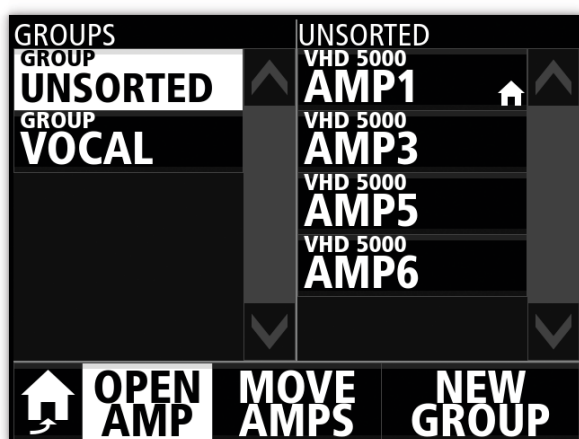 GROUPS
GROUP
UNSORTED
GROUP
VOCAL
UNSORTED
VHD 5000
AMP1
VHD 5000
AMP3
VHD 5000
AMP5
VHD 5000
AMP6
OPEN
AMP
MOVE
AMPS
NEW
GROUP